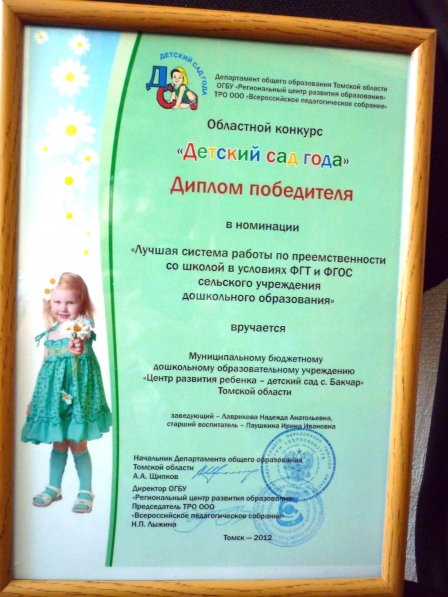 ДЕТСКИЙ САД ГОДА
ДС
Департамент общего образования Томской области
ОГБУ «Региональный центр развития образования»
ТРО ООО «Всероссийское педагогическое собрание»
Областной конкурс
«Детский сад года»
Диплом победителя
в номинации
«Лучшая система работы по преемственности
со школой в условиях ФГТ и ФГОС
сельского учреждения
дошкольного образования»
вручается
Муниципальному бюджетному
дошкольному образовательному учреждению
«Центр развития ребенка – детский сад с. Бакчар»
Томской области
заведующий – Лаврикова Надежда Анатольевна,
старший воспитатель – Паушкина Ирина Ивановна
Начальник Департамента общего образования
Томской области
А.А. Щипков
Директор ОГБУ
«Региональный центр развития образования»
Председатель ТРО ООО
«Всероссийское педагогическое собрание»
Н.П. Лыжина
Томск — 2012